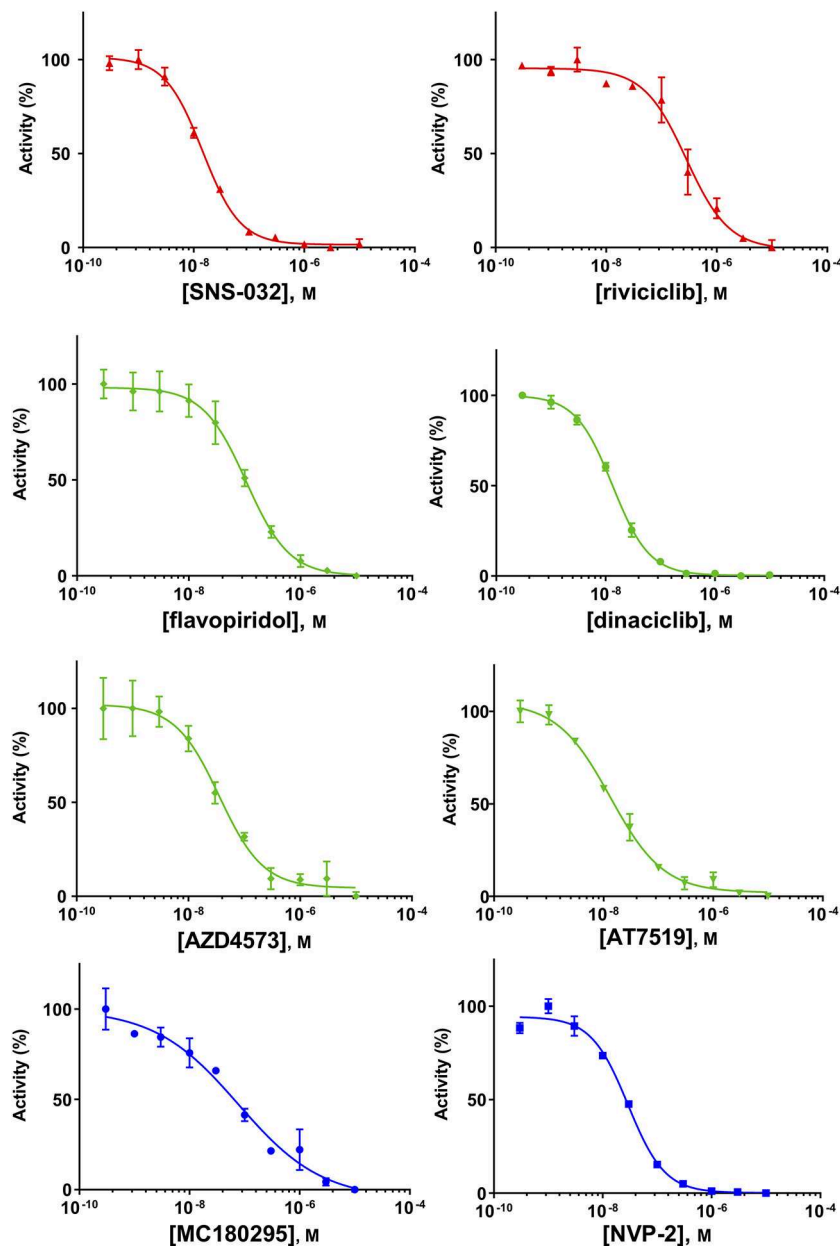 100
50
0
Activity (%)
10⁻¹⁰ 10⁻⁸ 10⁻⁶ 10⁻⁴
[SNS-032], M
100
50
0
Activity (%)
10⁻¹⁰ 10⁻⁸ 10⁻⁶ 10⁻⁴
[riviciclib], M
100
50
0
Activity (%)
10⁻¹⁰ 10⁻⁸ 10⁻⁶ 10⁻⁴
[flavopiridol], M
100
50
0
Activity (%)
10⁻¹⁰ 10⁻⁸ 10⁻⁶ 10⁻⁴
[dinaciclib], M
100
50
0
Activity (%)
10⁻¹⁰ 10⁻⁸ 10⁻⁶ 10⁻⁴
[AZD4573], M
100
50
0
Activity (%)
10⁻¹⁰ 10⁻⁸ 10⁻⁶ 10⁻⁴
[AT7519], M
100
50
0
Activity (%)
10⁻¹⁰ 10⁻⁸ 10⁻⁶ 10⁻⁴
[MC180295], M
100
50
0
Activity (%)
10⁻¹⁰ 10⁻⁸ 10⁻⁶ 10⁻⁴
[NVP-2], M